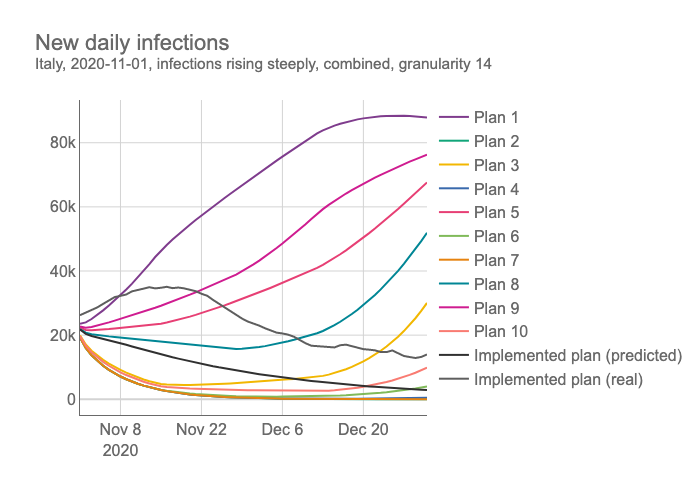 New daily infections
Italy, 2020-11-01, infections rising steeply, combined, granularity 14
80k
60k
40k
20k
0
Nov 8
2020
Nov 22
Dec 6
Dec 20
Plan 1
Plan 2
Plan 3
Plan 4
Plan 5
Plan 6
Plan 7
Plan 8
Plan 9
Plan 10
Implemented plan (predicted)
Implemented plan (real)